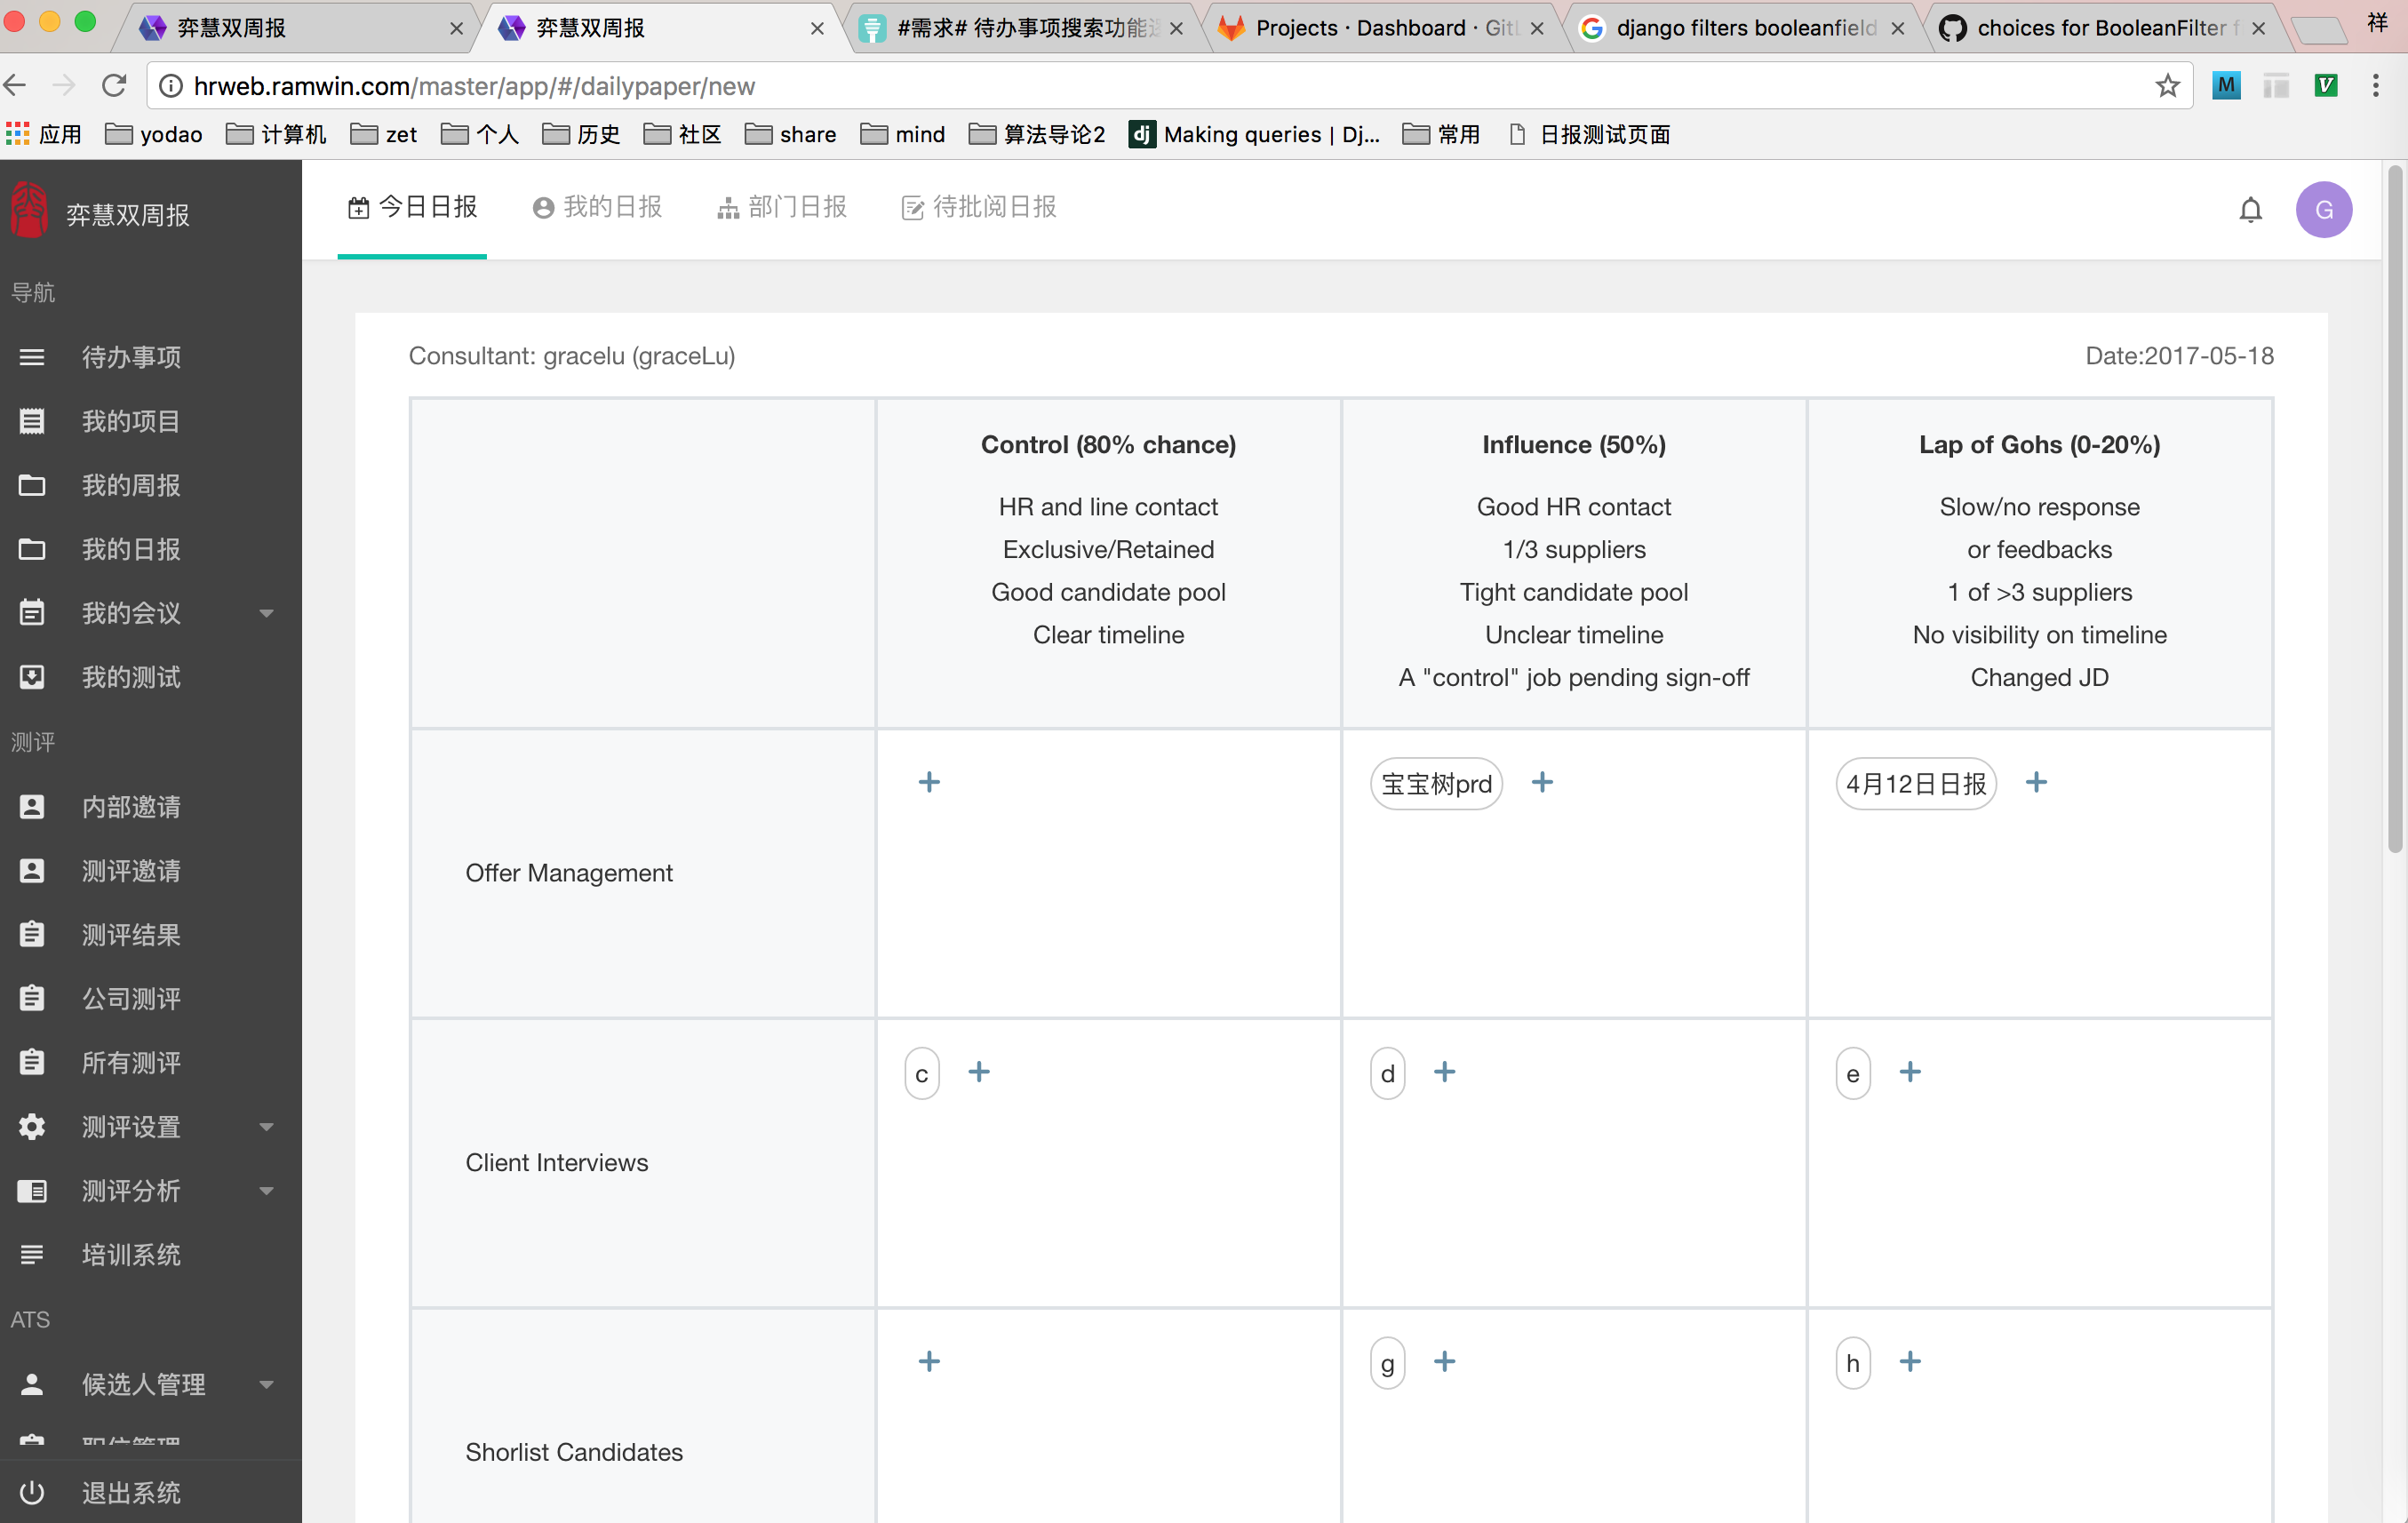 弈慧双周报
弈慧双周报
#需求# 待办事项搜索功能
Projects · Dashboard · Git
django filters booleanfield
choices for BooleanFilter f
祥
hrweb.ramwin.com/master/app/#/dailypaper/new
M
V
应用
yodao
计算机
zet
个人
历史
社区
share
mind
算法导论2
dj
Making queries | Dj...
常用
日报测试页面
弈慧双周报
导航
待办事项
我的项目
我的周报
我的日报
我的会议
我的测试
测评
内部邀请
测评邀请
测评结果
公司测评
所有测评
测评设置
测评分析
培训系统
ATS
候选人管理
退出系统
今日日报
我的日报
部门日报
待批阅日报
G
Consultant: gracelu (graceLu)
Date:2017-05-18
Control (80% chance)
HR and line contact
Exclusive/Retained
Good candidate pool
Clear timeline
Influence (50%)
Good HR contact
1/3 suppliers
Tight candidate pool
Unclear timeline
A "control" job pending sign-off
Lap of Gohs (0-20%)
Slow/no response
or feedbacks
1 of >3 suppliers
No visibility on timeline
Changed JD
Offer Management
+
宝宝树prd +
4月12日日报 +
Client Interviews
c +
d +
e +
Shorlist Candidates
+
g +
h +